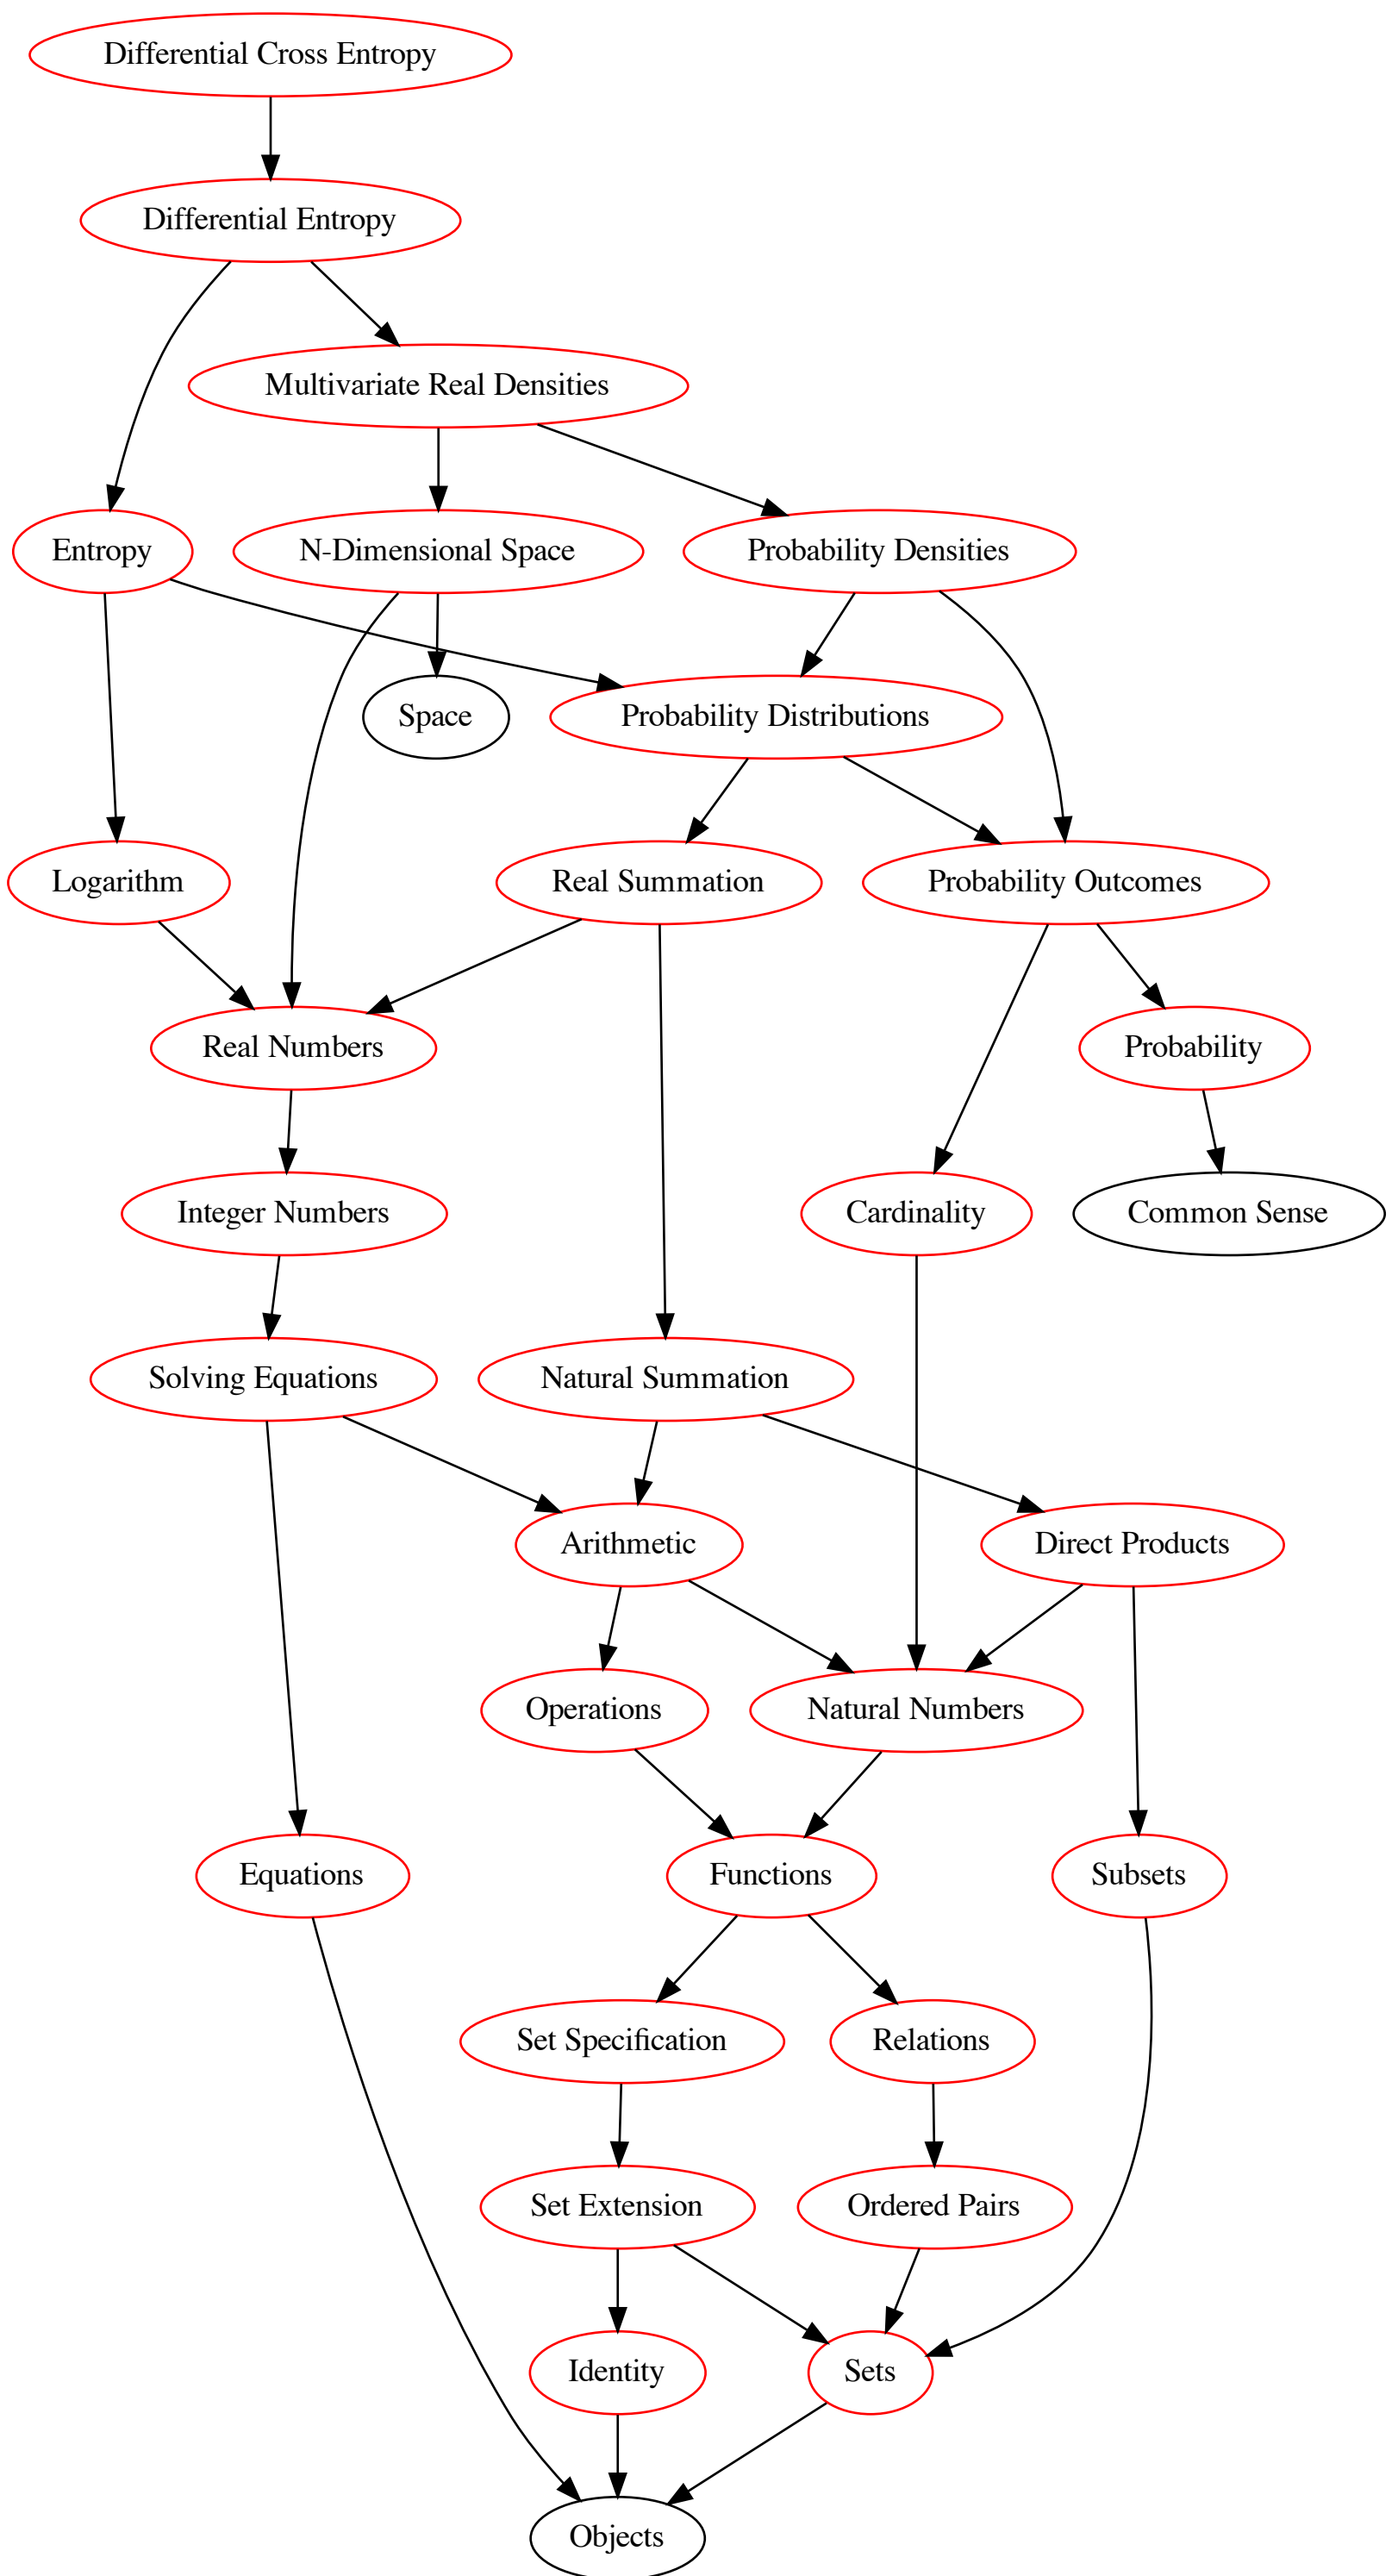 Differential Cross Entropy
Differential Entropy
Multivariate Real Densities
Entropy
N-Dimensional Space
Probability Densities
Space
Probability Distributions
Logarithm
Real Summation
Probability Outcomes
Real Numbers
Probability
Integer Numbers
Cardinality
Common Sense
Solving Equations
Natural Summation
Arithmetic
Direct Products
Operations
Natural Numbers
Equations
Functions
Subsets
Set Specification
Relations
Set Extension
Ordered Pairs
Identity
Sets
Objects